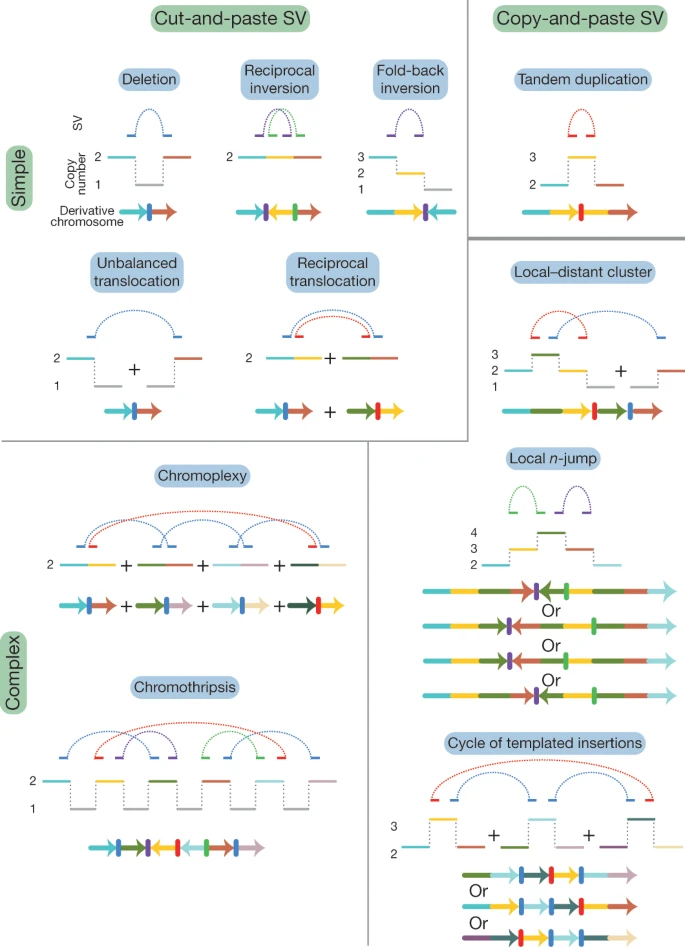 Cut-and-paste SV
Copy-and-paste SV
Simple
Deletion
Reciprocal
inversion
Fold-back
inversion
Tandem duplication
SV
Copy
number
2
1
2
3
2
1
3
2
Derivative
chromosome
Unbalanced
translocation
Reciprocal
translocation
Local–distant cluster
2
+
1
2
+
3
2
+
1
+
Complex
Chromoplexy
Local n-jump
2
+
+
+
+
+
+
4
3
2
Or
Or
Or
Chromothripsis
2
1
Cycle of templated insertions
3
+
+
2
Or
Or